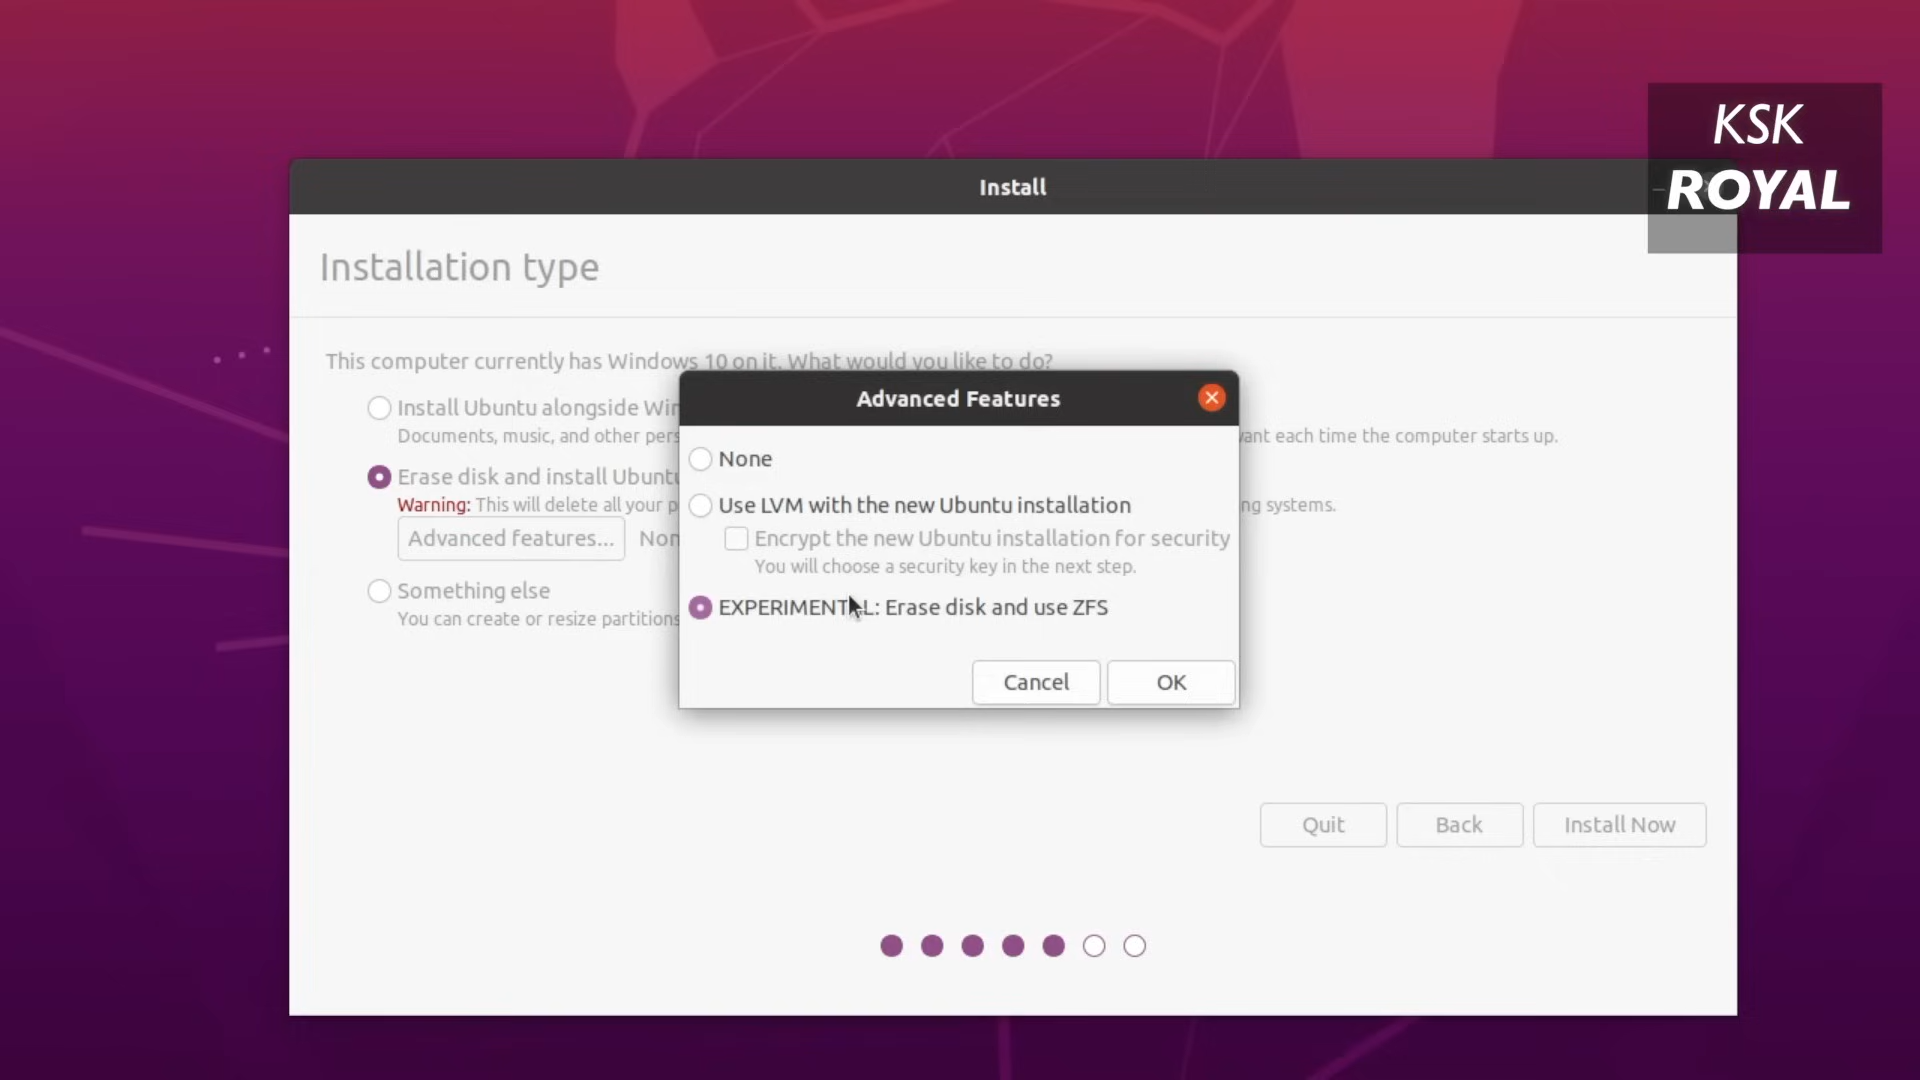 KSK
ROYAL
Install
Installation type
This computer currently has Windows 10 on it. What would you like to do?
Install Ubuntu alongside Win
Documents, music, and other pers
ant each time the computer starts up.
Erase disk and install Ubuntu
Warning: This will delete all your p
ng systems.
Advanced features...
Non
Something else
You can create or resize partitions
Advanced Features
None
Use LVM with the new Ubuntu installation
Encrypt the new Ubuntu installation for security
You will choose a security key in the next step.
EXPERIMENTAL: Erase disk and use ZFS
Cancel
OK
Quit
Back
Install Now